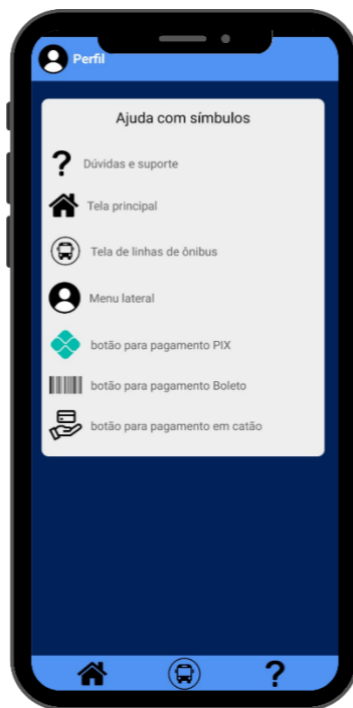 Perfil
Ajuda com símbulos
Dúvidas e suporte
Tela principal
Tela de linhas de ônibus
Menu lateral
botão para pagamento PIX
botão para pagamento Boleto
botão para pagamento em catão